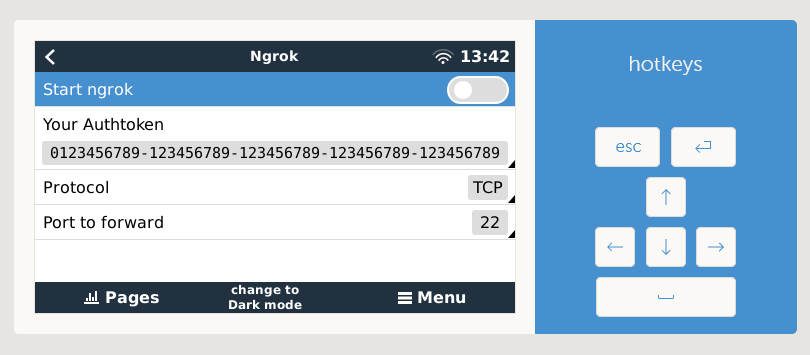 Ngrok
13:42
hotkeys
Start ngrok
Your Authtoken
0123456789-123456789-123456789-123456789-123456789
esc
Protocol
TCP
Port to forward
22
Pages
change to
Dark mode
Menu